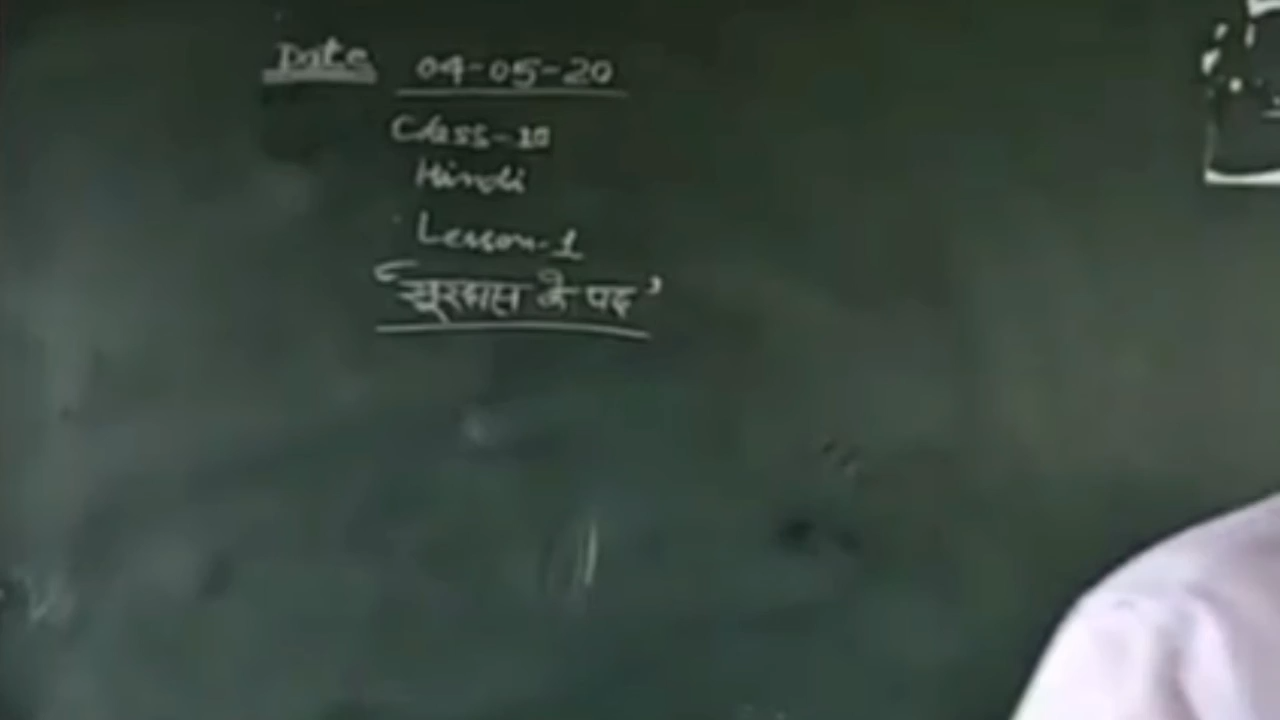 Date 04-05-20
Class-10
Hindi
Lesson-1
‘सूरदास के पद’